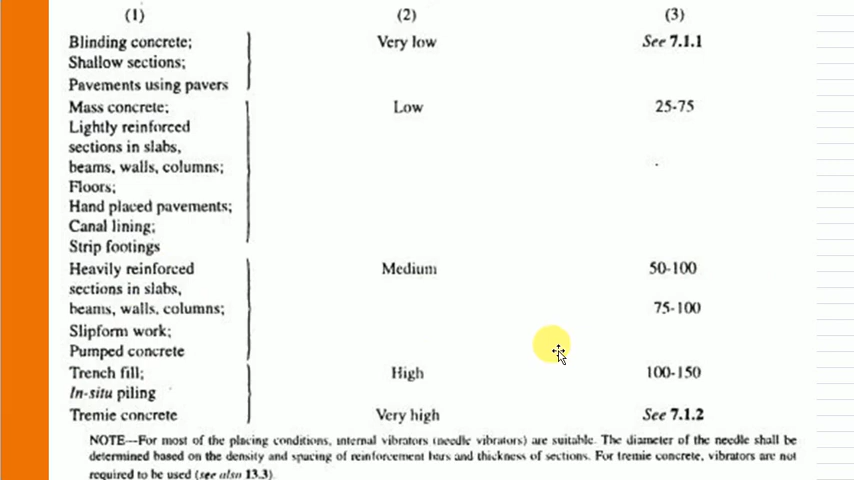 (1) (2) (3)
Blinding concrete; Very low See 7.1.1
Shallow sections;
Pavements using pavers
Mass concrete; Low 25-75
Lightly reinforced
sections in slabs,
beams, walls, columns;
Floors;
Hand placed pavements;
Canal lining;
Strip footings
Heavily reinforced Medium 50-100
sections in slabs,
beams, walls, columns; 75-100
Slipform work;
Pumped concrete
Trench fill; High 100-150
In-situ piling
Tremie concrete Very high See 7.1.2
NOTE—For most of the placing conditions, internal vibrators (needle vibrators) are suitable. The diameter of the needle shall be
determined based on the density and spacing of reinforcement bars and thickness of sections. For tremie concrete, vibrators are not
required to be used (see also 13.3)